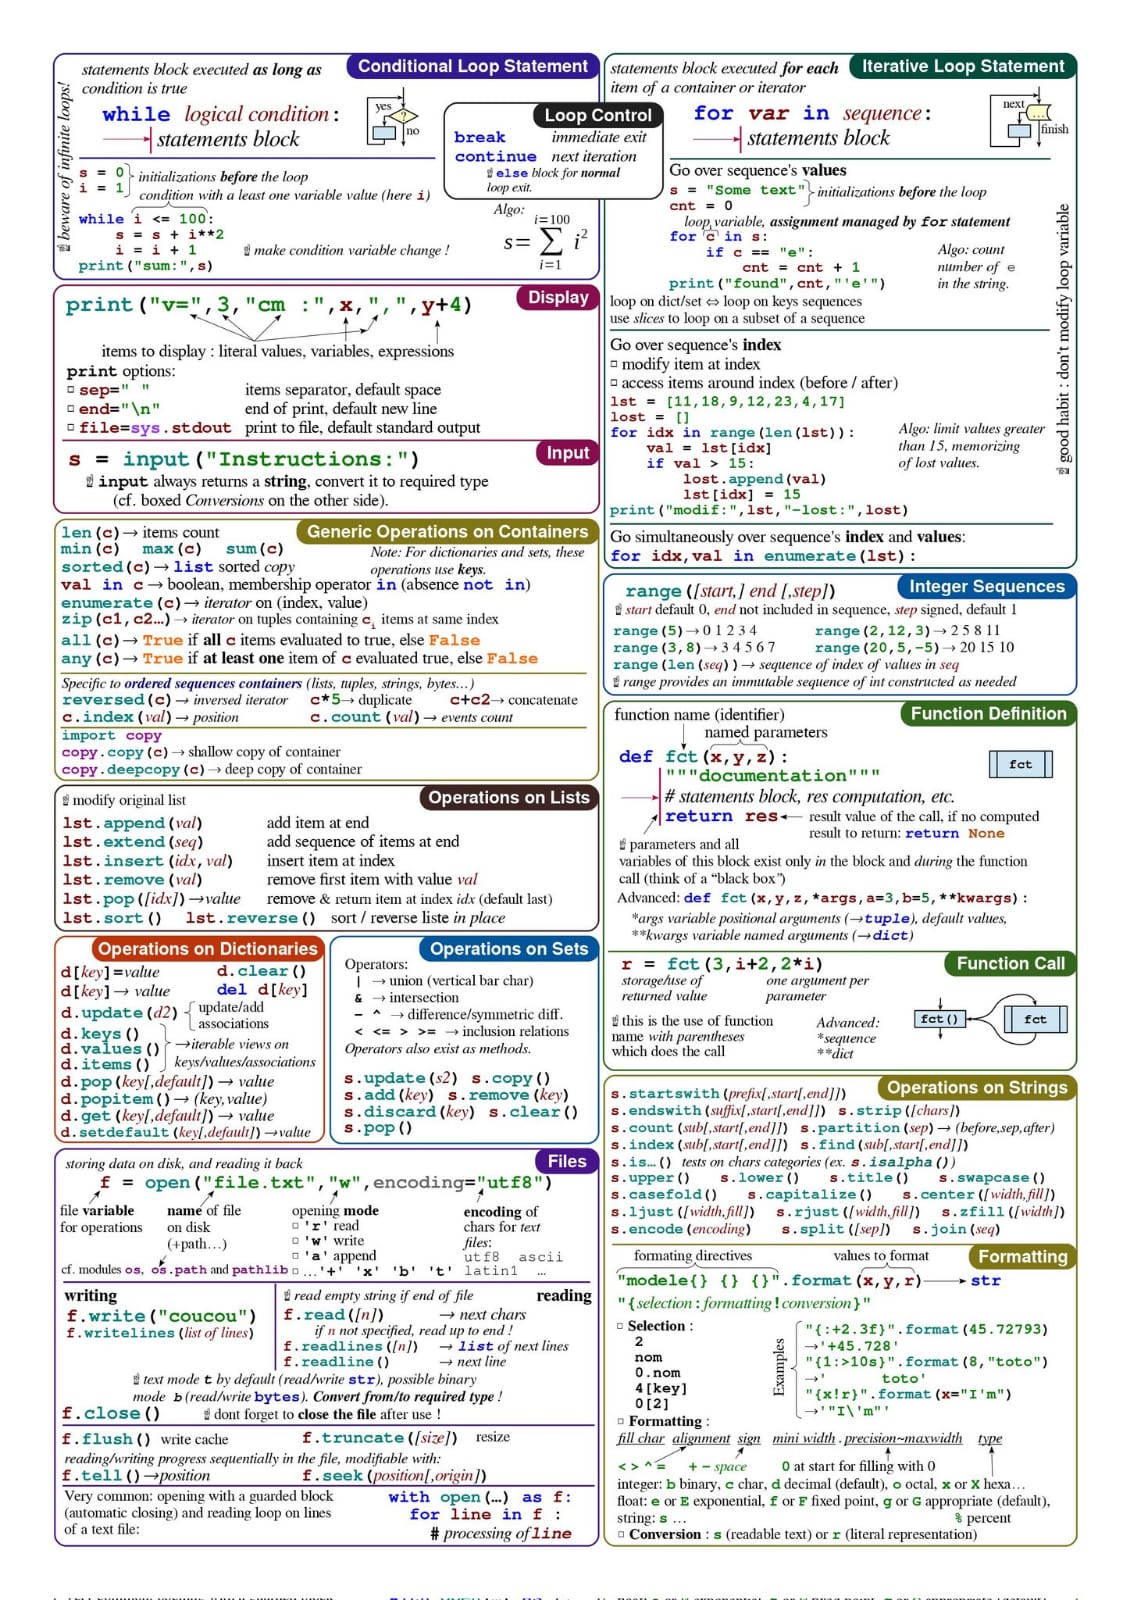 Conditional Loop Statement
statements block executed as long as
condition is true
while logical condition:
statements block
yes
?
no
beware of infinite loops!
s = 0
i = 1
initializations before the loop
condition with a least one variable value (here i)
while i <= 100:
s = s + i**2
i = i + 1
☝ make condition variable change !
print("sum:",s)
Algo:
i=100
s= ∑ i²
i=1
Loop Control
break immediate exit
continue next iteration
☝ else block for normal
loop exit.
Iterative Loop Statement
statements block executed for each
item of a container or iterator
for var in sequence:
statements block
next
…
finish
Go over sequence's values
s = "Some text"
cnt = 0
initializations before the loop
loop variable, assignment managed by for statement
for c in s:
if c == "e":
cnt = cnt + 1
print("found",cnt,"'e'")
Algo: count
number of e
in the string.
loop on dict/set ⇔ loop on keys sequences
use slices to loop on a subset of a sequence
Go over sequence's index
□ modify item at index
□ access items around index (before / after)
lst = [11,18,9,12,23,4,17]
lost = []
for idx in range(len(lst)):
val = lst[idx]
if val > 15:
lost.append(val)
lst[idx] = 15
print("modif:",lst,"-lost:",lost)
Algo: limit values greater
than 15, memorizing
of lost values.
☝ good habit : don't modify loop variable
Go simultaneously over sequence's index and values:
for idx,val in enumerate(lst):
Display
print("v=",3,"cm :",x,",",y+4)
items to display : literal values, variables, expressions
print options:
□ sep=" " items separator, default space
□ end="\n" end of print, default new line
□ file=sys.stdout print to file, default standard output
Input
s = input("Instructions:")
☝ input always returns a string, convert it to required type
(cf. boxed Conversions on the other side).
Generic Operations on Containers
len(c)→ items count
min(c) max(c) sum(c)
sorted(c)→ list sorted copy
Note: For dictionaries and sets, these
operations use keys.
val in c → boolean, membership operator in (absence not in)
enumerate(c)→ iterator on (index, value)
zip(c1,c2…)→ iterator on tuples containing cᵢ items at same index
all(c)→ True if all c items evaluated to true, else False
any(c)→ True if at least one item of c evaluated true, else False
Specific to ordered sequences containers (lists, tuples, strings, bytes…)
reversed(c)→ inversed iterator c*5→ duplicate c+c2→ concatenate
c.index(val)→ position c.count(val)→ events count
import copy
copy.copy(c)→ shallow copy of container
copy.deepcopy(c)→ deep copy of container
Integer Sequences
range([start,] end [,step])
☝ start default 0, end not included in sequence, step signed, default 1
range(5)→ 0 1 2 3 4 range(2,12,3)→ 2 5 8 11
range(3,8)→ 3 4 5 6 7 range(20,5,-5)→ 20 15 10
range(len(seq))→ sequence of index of values in seq
☝ range provides an immutable sequence of int constructed as needed
Operations on Lists
☝ modify original list
lst.append(val) add item at end
lst.extend(seq) add sequence of items at end
lst.insert(idx,val) insert item at index
lst.remove(val) remove first item with value val
lst.pop([idx])→value remove & return item at index idx (default last)
lst.sort() lst.reverse() sort / reverse liste in place
Function Definition
function name (identifier)
named parameters
def fct(x,y,z):
"""documentation"""
# statements block, res computation, etc.
return res← result value of the call, if no computed
result to return: return None
fct
☝ parameters and all
variables of this block exist only in the block and during the function
call (think of a “black box”)
Advanced: def fct(x,y,z,*args,a=3,b=5,**kwargs):
*args variable positional arguments (→tuple), default values,
**kwargs variable named arguments (→dict)
Function Call
r = fct(3,i+2,2*i)
storage/use of
returned value
one argument per
parameter
☝ this is the use of function
name with parentheses
which does the call
Advanced:
*sequence
**dict
fct() fct
Operations on Dictionaries
d[key]=value d.clear()
d[key]→ value del d[key]
d.update(d2) update/add
associations
d.keys()
d.values()
d.items()
→iterable views on
keys/values/associations
d.pop(key[,default])→ value
d.popitem()→ (key,value)
d.get(key[,default])→ value
d.setdefault(key[,default])→value
Operations on Sets
Operators:
| → union (vertical bar char)
& → intersection
- ^ → difference/symmetric diff.
< <= > >= → inclusion relations
Operators also exist as methods.
s.update(s2) s.copy()
s.add(key) s.remove(key)
s.discard(key) s.clear()
s.pop()
Operations on Strings
s.startswith(prefix[,start[,end]])
s.endswith(suffix[,start[,end]]) s.strip([chars])
s.count(sub[,start[,end]]) s.partition(sep)→ (before,sep,after)
s.index(sub[,start[,end]]) s.find(sub[,start[,end]])
s.is…() tests on chars categories (ex. s.isalpha())
s.upper() s.lower() s.title() s.swapcase()
s.casefold() s.capitalize() s.center([width,fill])
s.ljust([width,fill]) s.rjust([width,fill]) s.zfill([width])
s.encode(encoding) s.split([sep]) s.join(seq)
Files
storing data on disk, and reading it back
f = open("file.txt","w",encoding="utf8")
file variable
for operations
name of file
on disk
(+path…)
opening mode
□ 'r' read
□ 'w' write
□ 'a' append
□ …'+' 'x' 'b' 't'
encoding of
chars for text
files:
utf8 ascii
latin1 …
cf. modules os, os.path and pathlib
writing
f.write("coucou")
f.writelines(list of lines)
☝ read empty string if end of file reading
f.read([n]) → next chars
if n not specified, read up to end !
f.readlines([n]) → list of next lines
f.readline() → next line
☝ text mode t by default (read/write str), possible binary
mode b (read/write bytes). Convert from/to required type !
f.close() ☝ dont forget to close the file after use !
f.flush() write cache f.truncate([size]) resize
reading/writing progress sequentially in the file, modifiable with:
f.tell()→position f.seek(position[,origin])
Very common: opening with a guarded block
(automatic closing) and reading loop on lines
of a text file:
with open(…) as f:
for line in f :
# processing of line
Formatting
formating directives values to format
"modele{} {} {}".format(x,y,r)→ str
"{selection:formatting!conversion}"
□ Selection :
2
nom
0.nom
4[key]
0[2]
Examples
"{:+2.3f}".format(45.72793)
→'+45.728'
"{1:>10s}".format(8,"toto")
→'      toto'
"{x!r}".format(x="I'm")
→'"I\'m"'
□ Formatting :
fill char alignment sign mini width . precision~maxwidth type
< > ^ = + - space 0 at start for filling with 0
integer: b binary, c char, d decimal (default), o octal, x or X hexa…
float: e or E exponential, f or F fixed point, g or G appropriate (default),
string: s … % percent
□ Conversion : s (readable text) or r (literal representation)